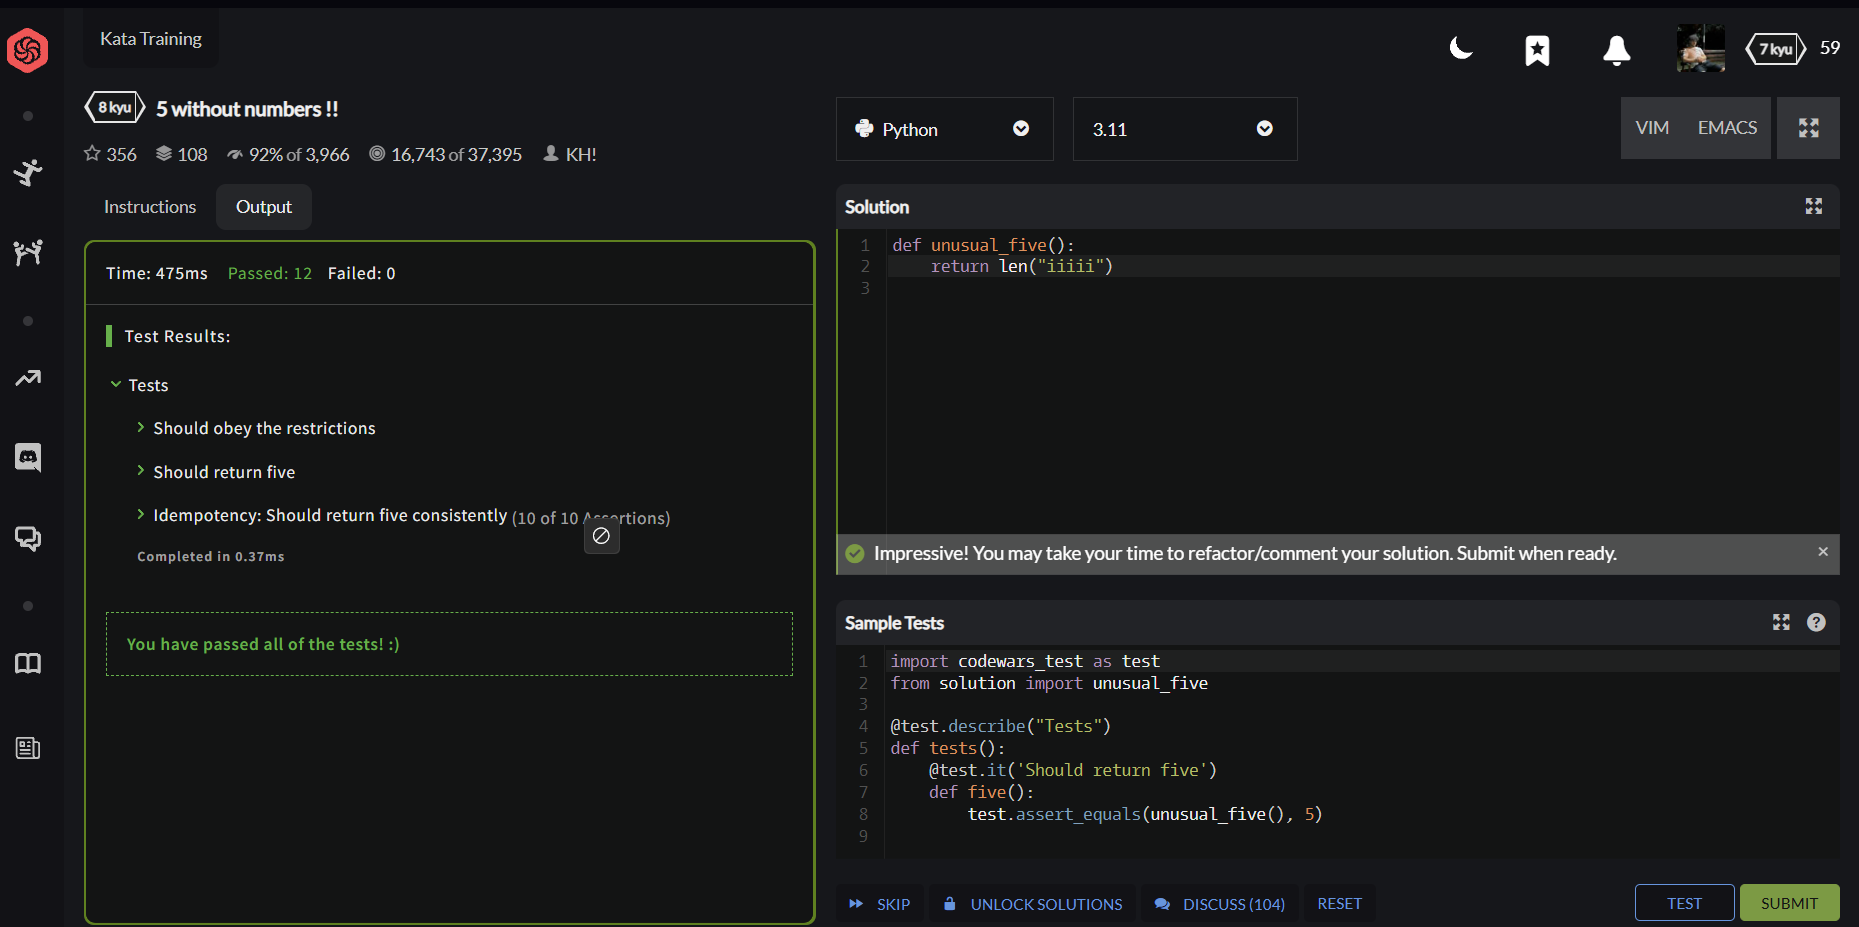 Kata Training
7 kyu 59
8 kyu 5 without numbers !!
356 108 92% of 3,966 16,743 of 37,395 KH!
Instructions Output
Time: 475ms Passed: 12 Failed: 0
Test Results:
Tests
Should obey the restrictions
Should return five
Idempotency: Should return five consistently (10 of 10 Assertions)
Completed in 0.37ms
You have passed all of the tests! :)
Python 3.11 VIM EMACS
Solution
1 def unusual_five():
2     return len("iiiii")
3
Impressive! You may take your time to refactor/comment your solution. Submit when ready. ×
Sample Tests ?
1 import codewars_test as test
2 from solution import unusual_five
3
4 @test.describe("Tests")
5 def tests():
6     @test.it('Should return five')
7     def five():
8         test.assert_equals(unusual_five(), 5)
9
SKIP UNLOCK SOLUTIONS DISCUSS (104) RESET TEST SUBMIT